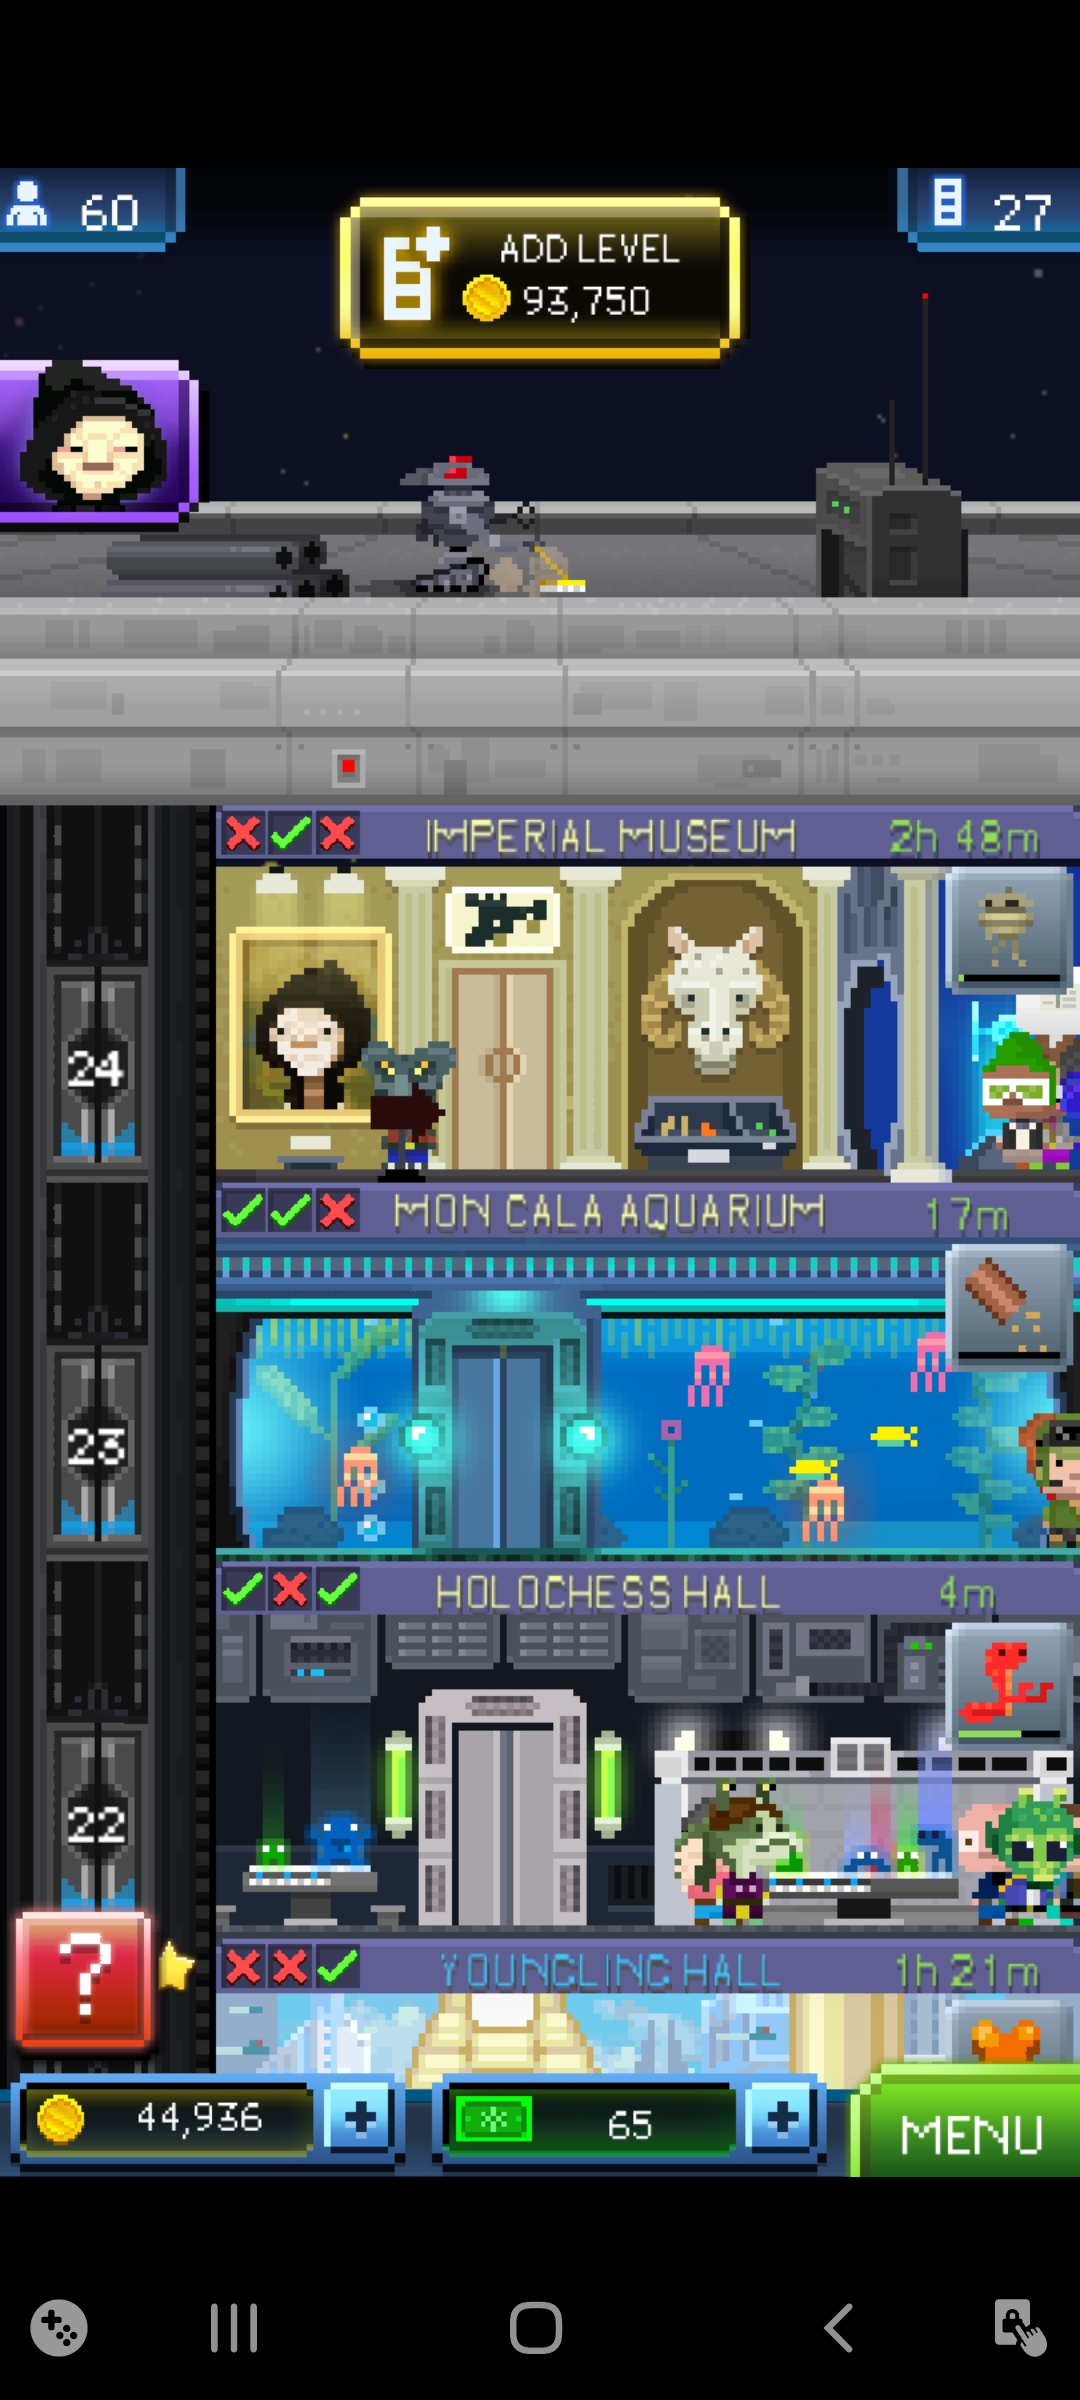 60
ADD LEVEL
93,750
27
IMPERIAL MUSEUM 2h 48m
24
MON CALA AQUARIUM 17m
23
HOLOCHESS HALL 4m
22
?
YOUNGLING HALL 1h 21m
44,936 + 65 + MENU